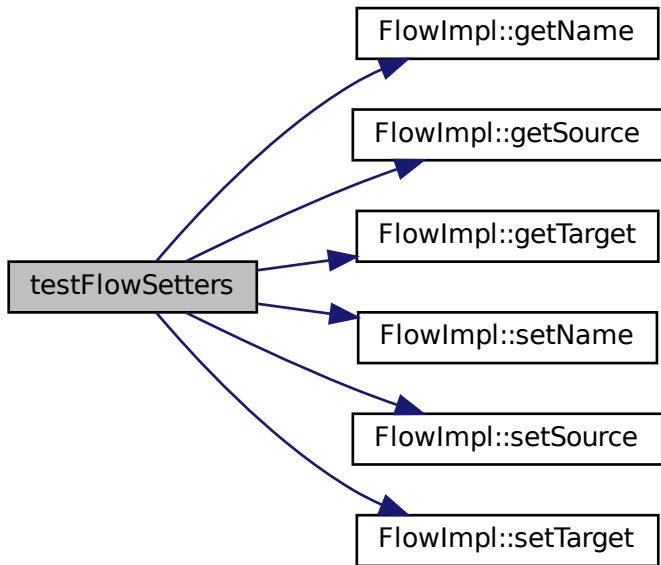 FlowImpl::getName
FlowImpl::getSource
FlowImpl::getTarget
testFlowSetters
FlowImpl::setName
FlowImpl::setSource
FlowImpl::setTarget